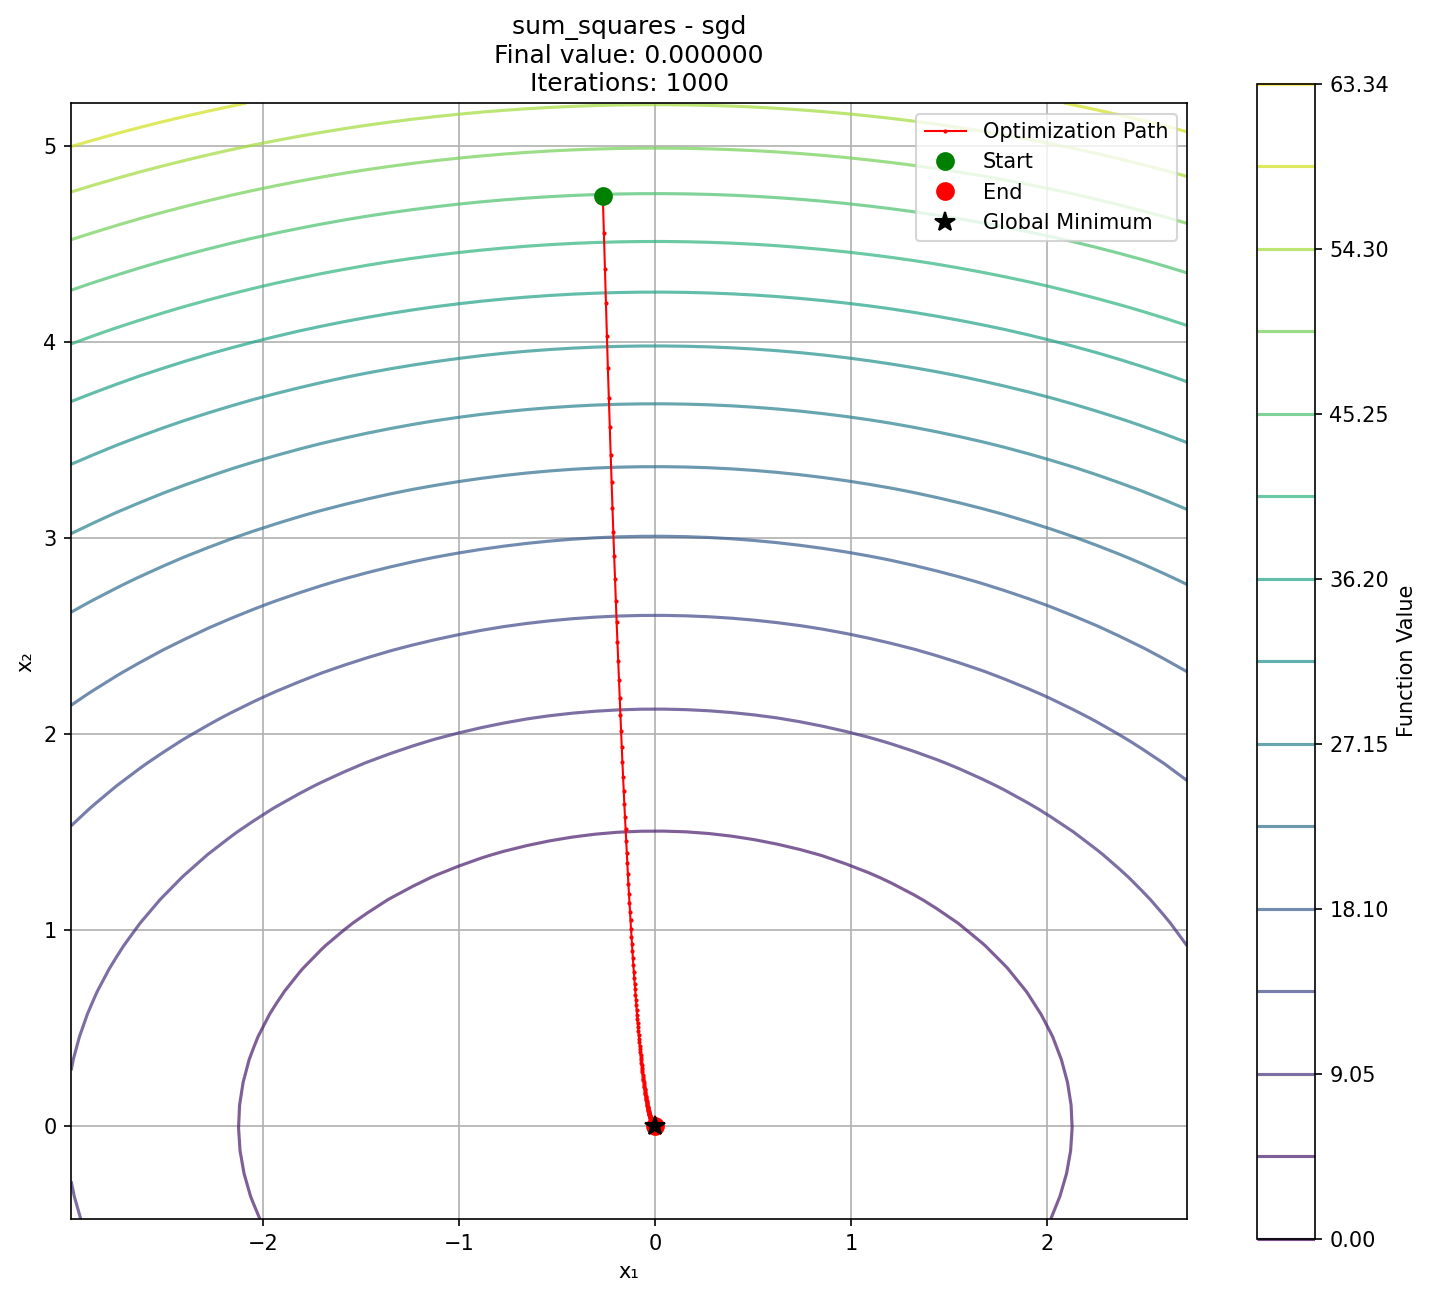 sum_squares - sgd
Final value: 0.000000
Iterations: 1000
Optimization Path
Start
End
Global Minimum
5
4
3
2
1
0
x₂
−2
−1
0
1
2
x₁
63.34
54.30
45.25
36.20
27.15
18.10
9.05
0.00
Function Value